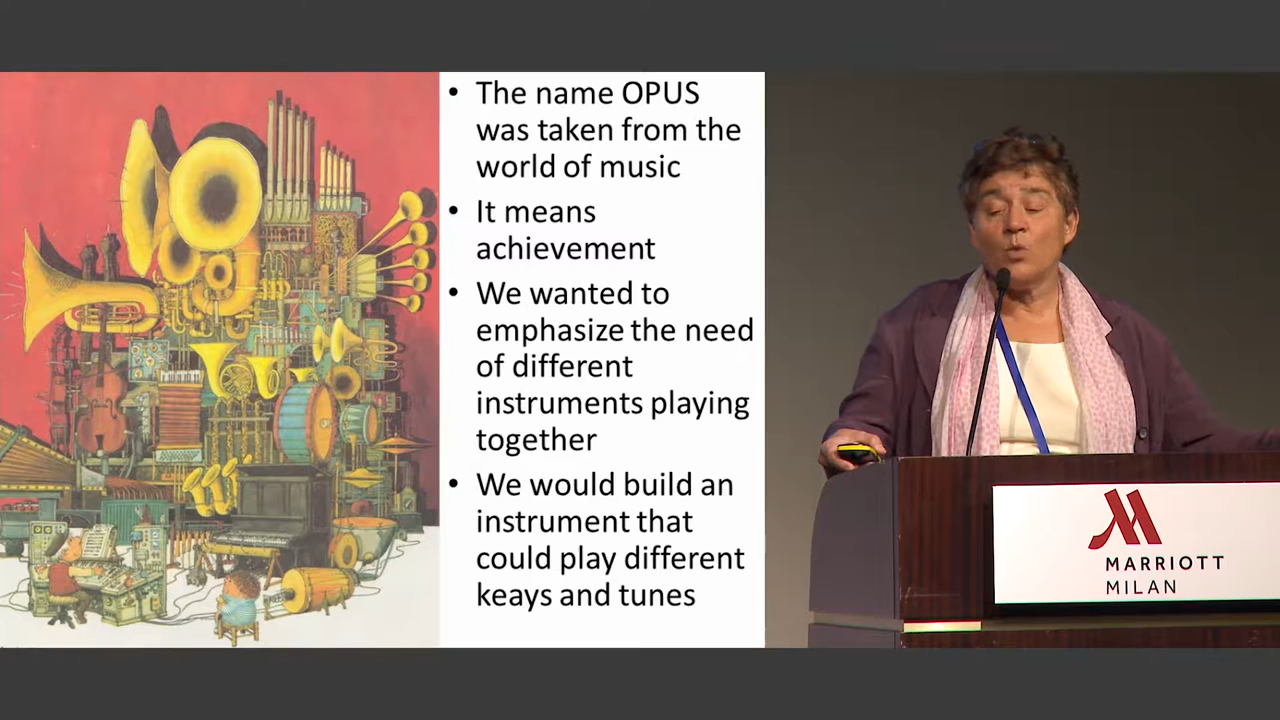 • The name OPUS
was taken from the
world of music
• It means
achievement
• We wanted to
emphasize the need
of different
instruments playing
together
• We would build an
instrument that
could play different
keays and tunes
MARRIOTT
MILAN